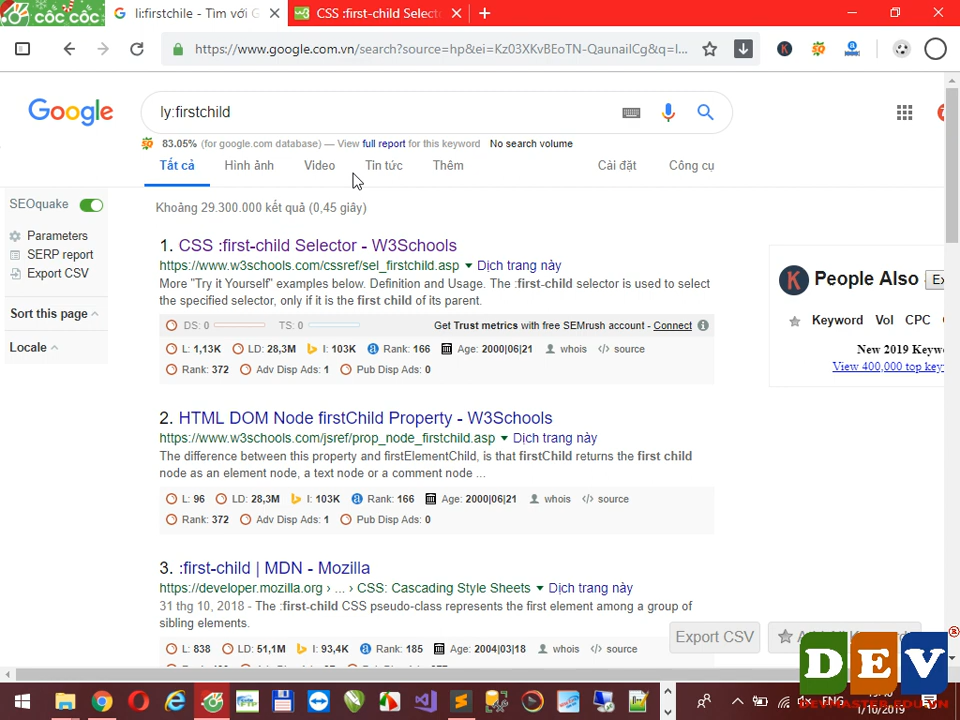 cốc cốc
li:firstchile - Tìm với G
CSS :first-child Selecto
https://www.google.com.vn/search?source=hp&ei=Kz03XKvBEoTN-QaunailCg&q=l...
Google
ly:firstchild
83.05% (for google.com database) — View full report for this keyword No search volume
Tất cả
Hình ảnh
Video
Tin tức
Thêm
Cài đặt
Công cụ
SEOquake
Parameters
SERP report
Export CSV
Sort this page
Locale
Khoảng 29.300.000 kết quả (0,45 giây)
1. CSS :first-child Selector - W3Schools
https://www.w3schools.com/cssref/sel_firstchild.asp Dịch trang này
More "Try it Yourself" examples below. Definition and Usage. The :first-child selector is used to select
the specified selector, only if it is the first child of its parent.
DS: 0 TS: 0 Get Trust metrics with free SEMrush account - Connect
L: 1,13K LD: 28,3M I: 103K Rank: 166 Age: 2000|06|21 whois source
Rank: 372 Adv Disp Ads: 1 Pub Disp Ads: 0
2. HTML DOM Node firstChild Property - W3Schools
https://www.w3schools.com/jsref/prop_node_firstchild.asp Dịch trang này
The difference between this property and firstElementChild, is that firstChild returns the first child
node as an element node, a text node or a comment node ...
L: 96 LD: 28,3M I: 103K Rank: 166 Age: 2000|06|21 whois source
Rank: 372 Adv Disp Ads: 1 Pub Disp Ads: 0
3. :first-child | MDN - Mozilla
https://developer.mozilla.org › ... › CSS: Cascading Style Sheets Dịch trang này
31 thg 10, 2018 - The :first-child CSS pseudo-class represents the first element among a group of
sibling elements.
L: 838 LD: 51,1M I: 93,4K Rank: 185 Age: 2004|03|18 whois source
People Also
Keyword Vol CPC
New 2019 Keyw
View 400,000 top key
Export CSV
DEV
DEVMASTER.EDU.VN
1/10/2019